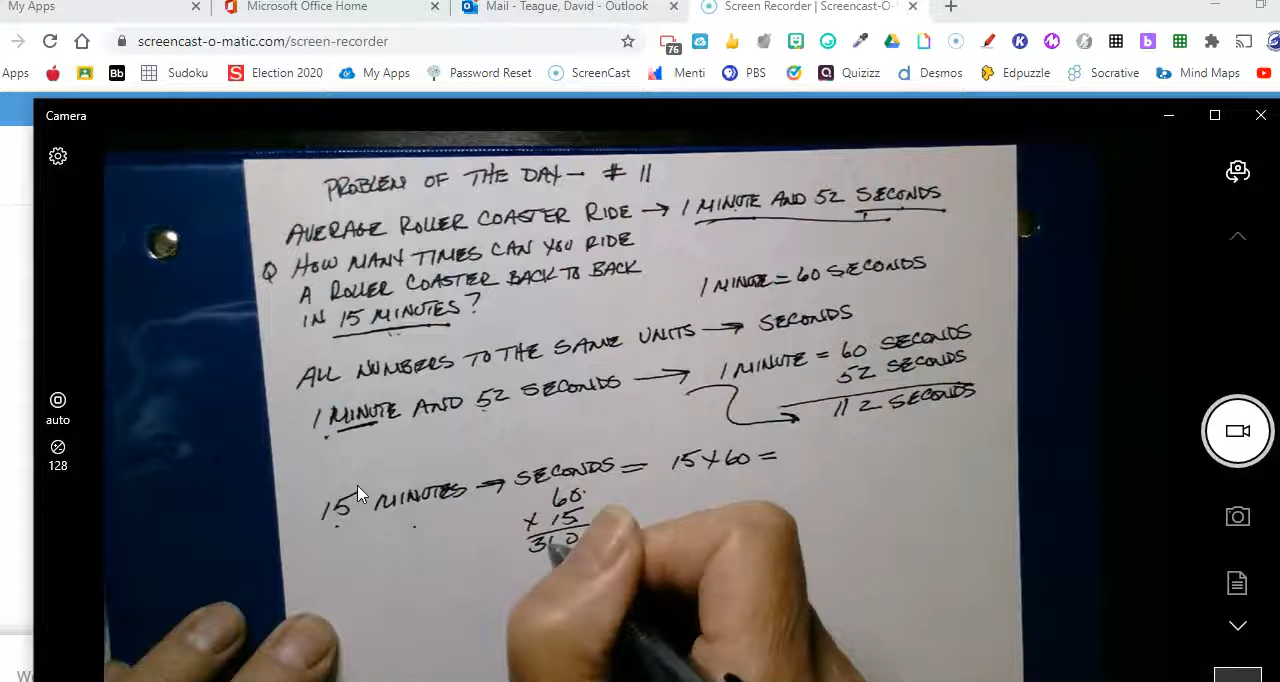 My Apps
Microsoft Office Home
Mail - Teague, David - Outlook
Screen Recorder | Screencast-O-
screencast-o-matic.com/screen-recorder
76
Apps
Bb
Sudoku
Election 2020
My Apps
Password Reset
ScreenCast
Menti
PBS
Quizizz
Desmos
Edpuzzle
Socrative
Mind Maps
Camera
auto
128
PROBLEM OF THE DAY - # 11
AVERAGE ROLLER COASTER RIDE → 1 MINUTE AND 52 SECONDS
Q HOW MANY TIMES CAN YOU RIDE
A ROLLER COASTER BACK TO BACK
IN 15 MINUTES?
1 MINUTE = 60 SECONDS
ALL NUMBERS TO THE SAME UNITS → SECONDS
1 MINUTE AND 52 SECONDS → 1 MINUTE = 60 SECONDS
52 SECONDS
112 SECONDS
15 MINUTES → SECONDS = 15 x 60 =
60
x 15